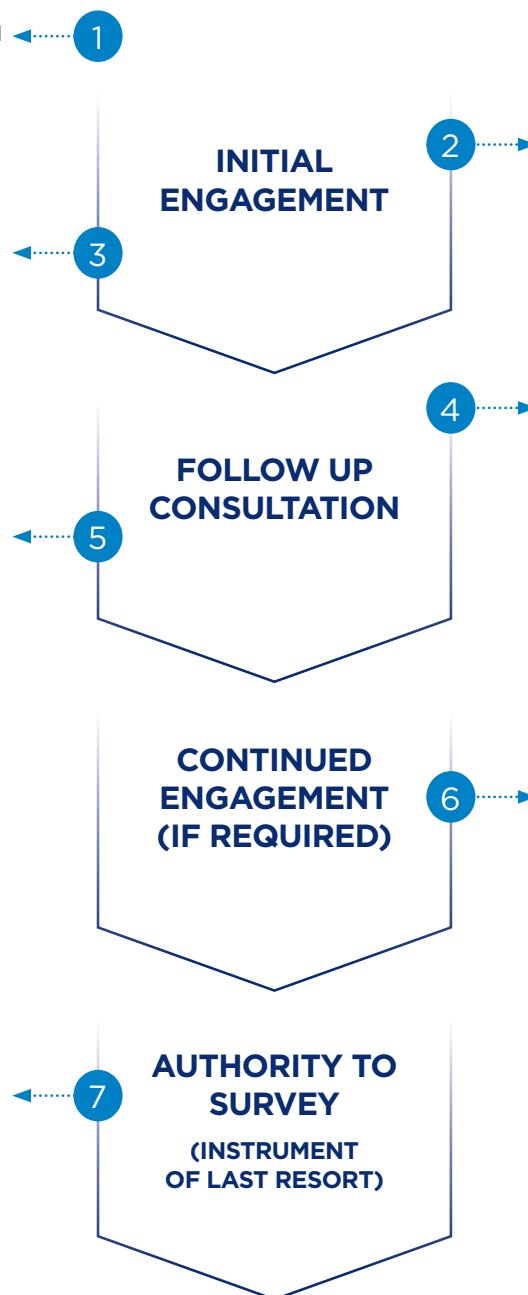 1
2
INITIAL
ENGAGEMENT
3
4
FOLLOW UP
CONSULTATION
5
CONTINUED
ENGAGEMENT
(IF REQUIRED)
6
AUTHORITY TO
SURVEY
7
(INSTRUMENT
OF LAST RESORT)